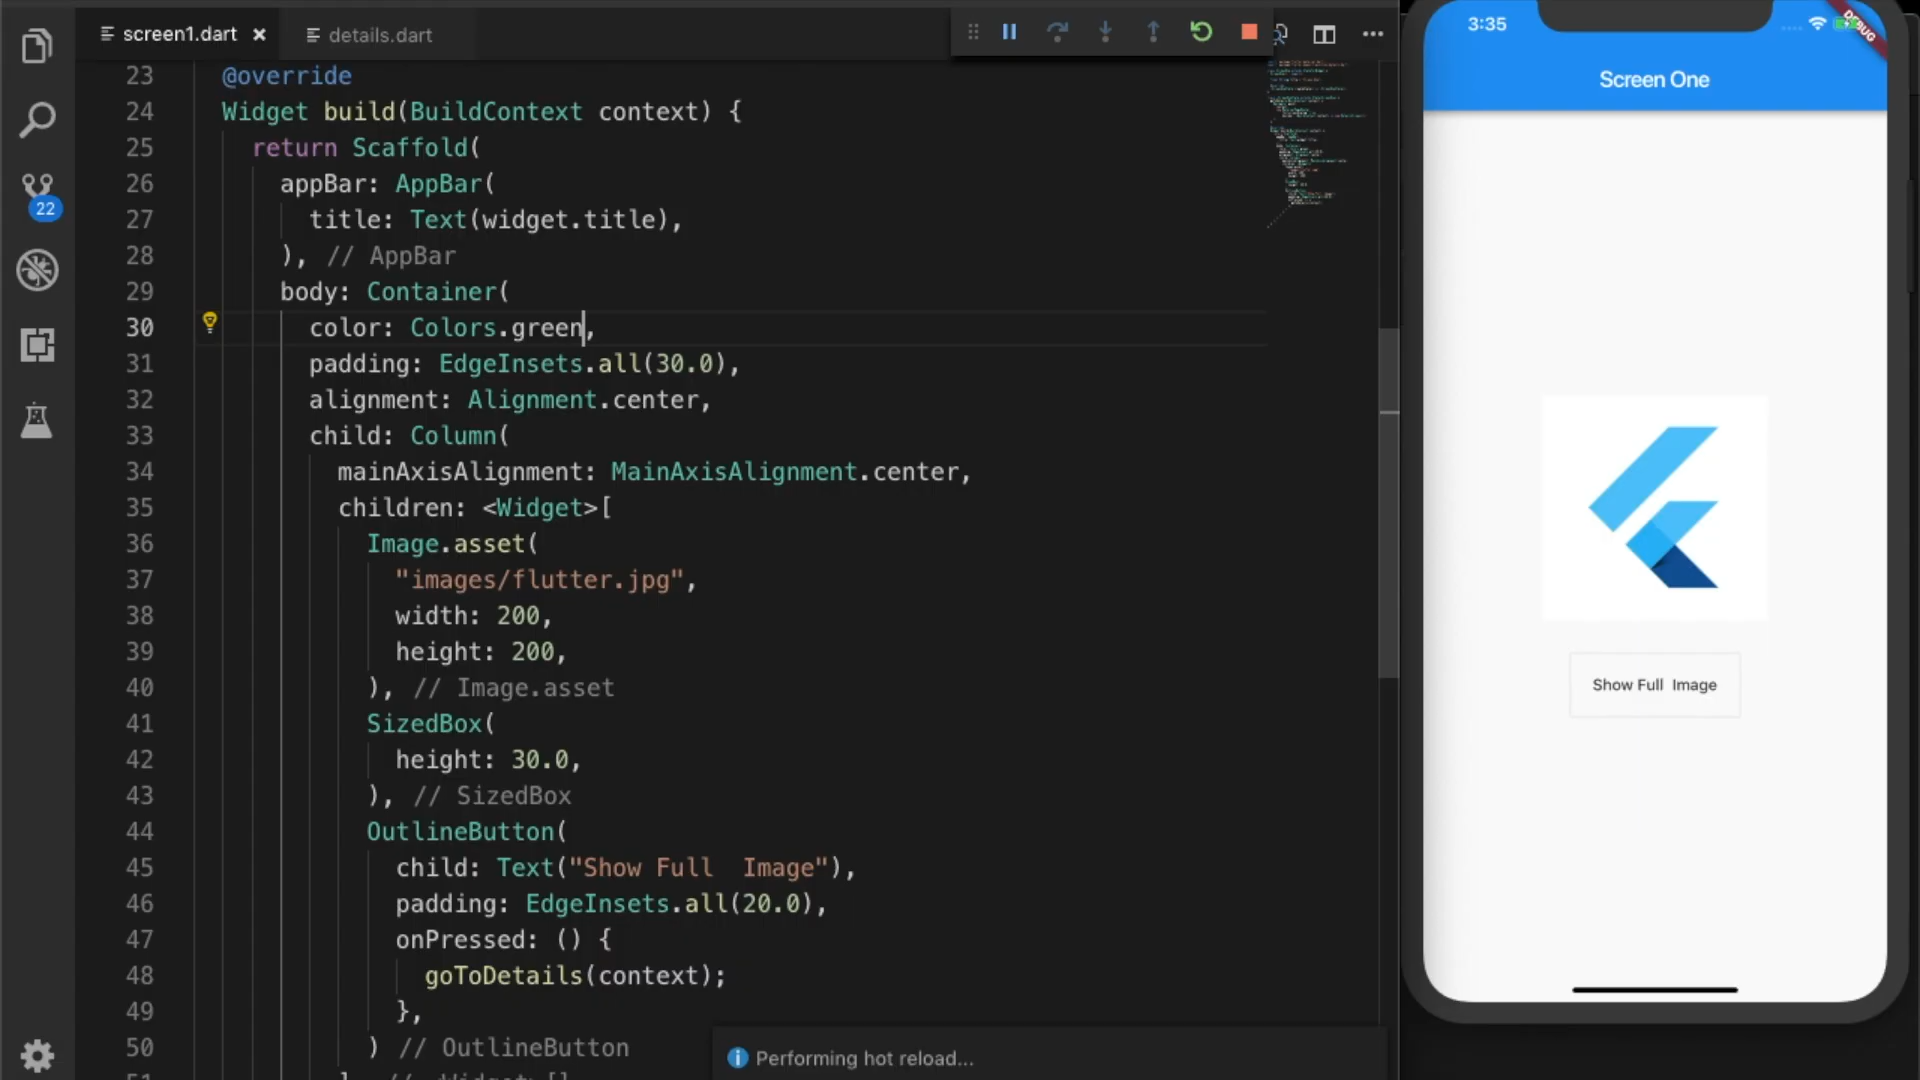 screen1.dart
details.dart
22
23 @override
24 Widget build(BuildContext context) {
25 return Scaffold(
26 appBar: AppBar(
27 title: Text(widget.title),
28 ), // AppBar
29 body: Container(
30 color: Colors.green,
31 padding: EdgeInsets.all(30.0),
32 alignment: Alignment.center,
33 child: Column(
34 mainAxisAlignment: MainAxisAlignment.center,
35 children: <Widget>[
36 Image.asset(
37 "images/flutter.jpg",
38 width: 200,
39 height: 200,
40 ), // Image.asset
41 SizedBox(
42 height: 30.0,
43 ), // SizedBox
44 OutlineButton(
45 child: Text("Show Full  Image"),
46 padding: EdgeInsets.all(20.0),
47 onPressed: () {
48 goToDetails(context);
49 },
50 ) // OutlineButton
Performing hot reload...
3:35
DEBUG
Screen One
Show Full  Image